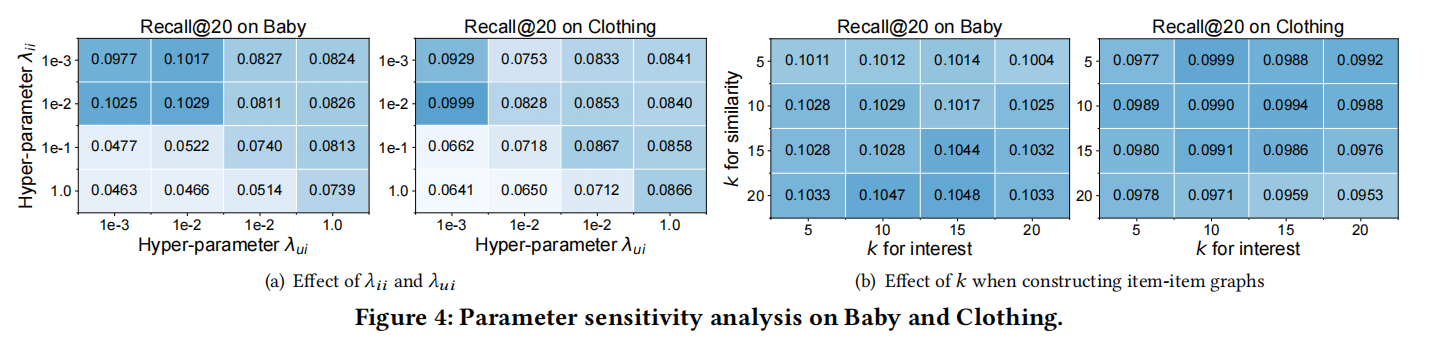 Recall@20 on Baby
Hyper-parameter λii
1e-3 0.0977 0.1017 0.0827 0.0824
1e-2 0.1025 0.1029 0.0811 0.0826
1e-1 0.0477 0.0522 0.0740 0.0813
1.0 0.0463 0.0466 0.0514 0.0739
1e-3 1e-2 1e-2 1.0
Hyper-parameter λui
Recall@20 on Clothing
1e-3 0.0929 0.0753 0.0833 0.0841
1e-2 0.0999 0.0828 0.0853 0.0840
1e-1 0.0662 0.0718 0.0867 0.0858
1.0 0.0641 0.0650 0.0712 0.0866
1e-3 1e-2 1e-2 1.0
Hyper-parameter λui
(a) Effect of λii and λui
Recall@20 on Baby
k for similarity
5 0.1011 0.1012 0.1014 0.1004
10 0.1028 0.1029 0.1017 0.1025
15 0.1028 0.1028 0.1044 0.1032
20 0.1033 0.1047 0.1048 0.1033
5 10 15 20
k for interest
Recall@20 on Clothing
5 0.0977 0.0999 0.0988 0.0992
10 0.0989 0.0990 0.0994 0.0988
15 0.0980 0.0991 0.0986 0.0976
20 0.0978 0.0971 0.0959 0.0953
5 10 15 20
k for interest
(b) Effect of k when constructing item-item graphs
Figure 4: Parameter sensitivity analysis on Baby and Clothing.